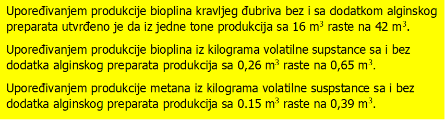 Upoređivanjem produkcije bioplina kravljeg đubriva bez i sa dodatkom alginskog
preparata utvrđeno je da iz jedne tone produkcija sa 16 m³ raste na 42 m³.
Upoređivanjem produkcije bioplina iz kilograma volatilne supstance sa i bez
dodatka alginskog preparata produkcija sa 0,26 m³ raste na 0,65 m³.
Upoređivanjem produkcije metana iz kilograma volatilne suspstance sa i bez
dodatka alginskog preparata produkcija sa 0.15 m³ raste na 0,39 m³.